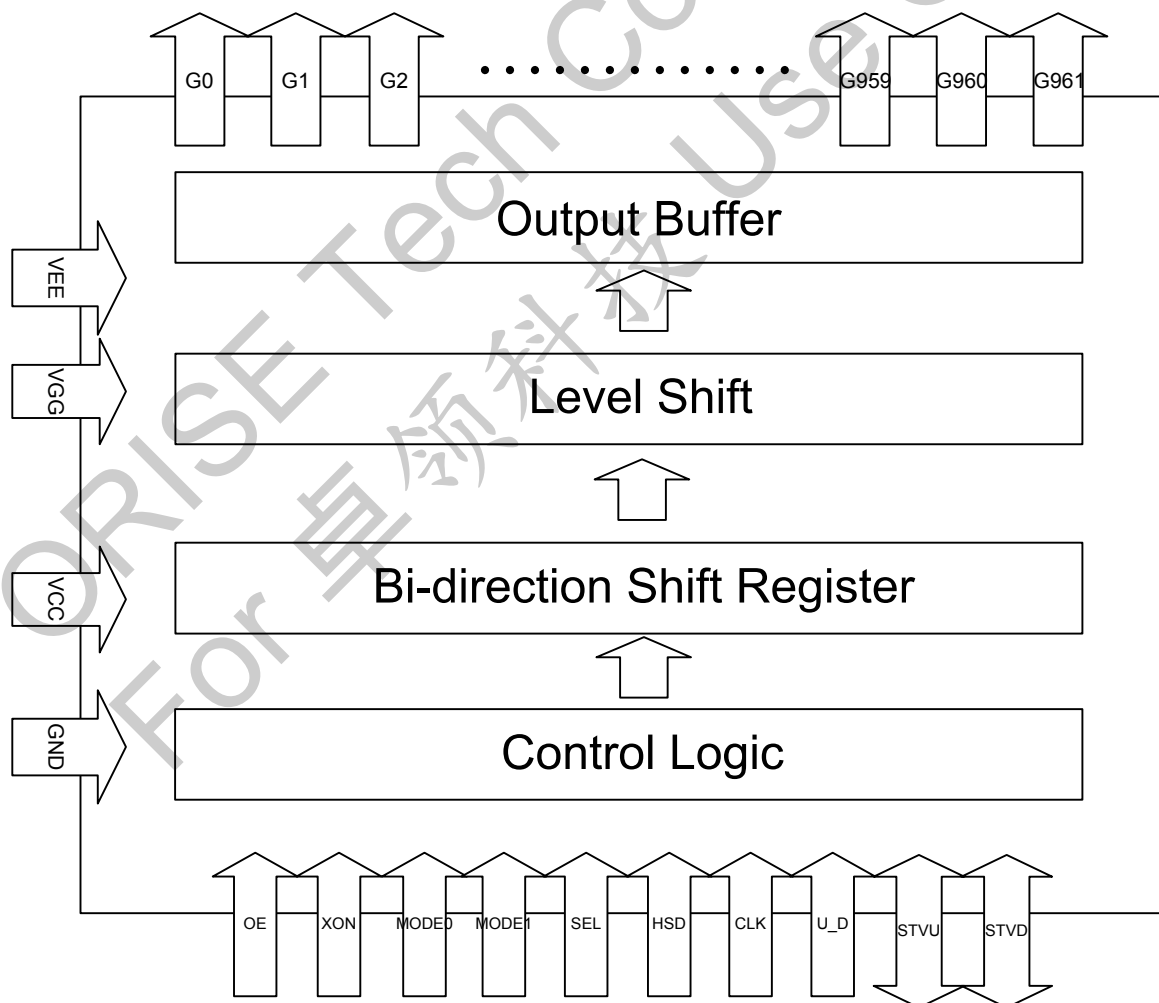 G0 G1 G2 G959 G960 G961
Output Buffer
VEE
Level Shift
VGG
Bi-direction Shift Register
VCC
Control Logic
GND
OE XON MODE0 MODE1 SEL HSD CLK U_D STVU STVD
ORISE Tech Co
For 卓领科技 Use O